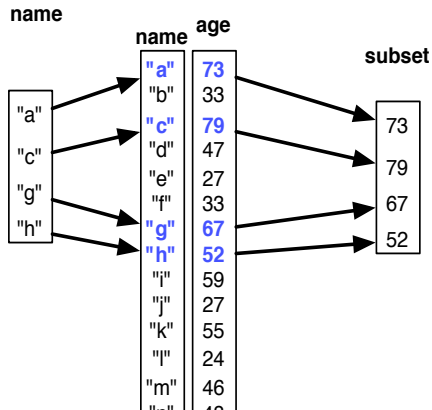 name
name age
subset
"a"
"c"
"g"
"h"
"a" 73
"b" 33
"c" 79
"d" 47
"e" 27
"f" 33
"g" 67
"h" 52
"i" 59
"j" 27
"k" 55
"l" 24
"m" 46
73
79
67
52